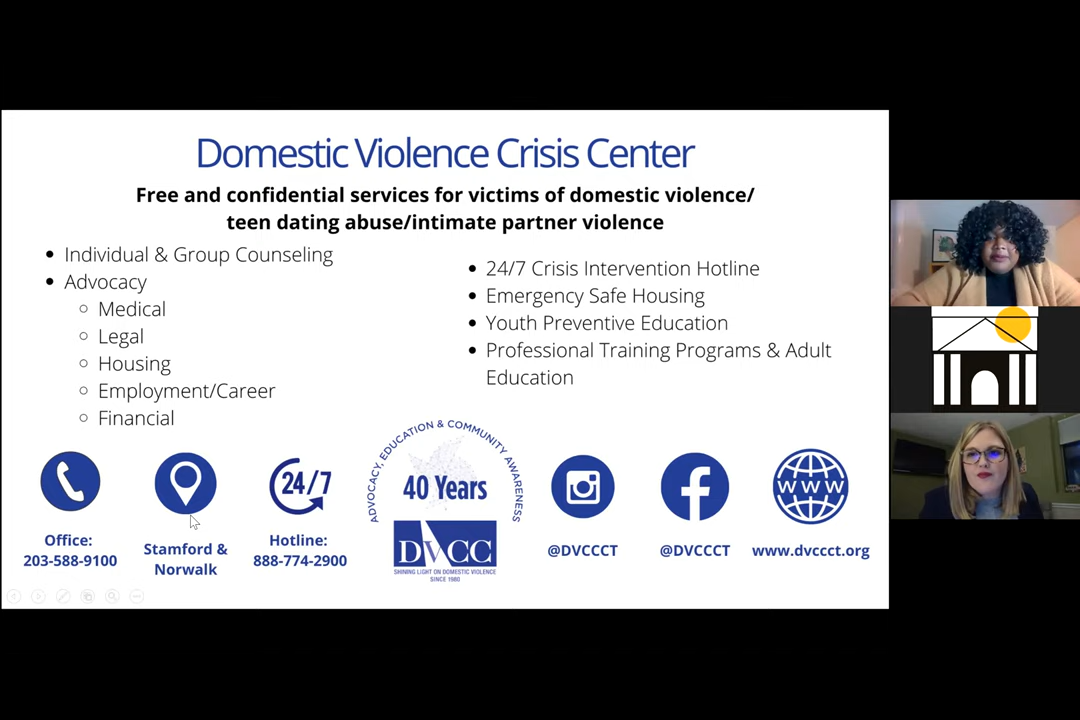 Domestic Violence Crisis Center
Free and confidential services for victims of domestic violence/
teen dating abuse/intimate partner violence
Individual & Group Counseling
Advocacy
Medical
Legal
Housing
Employment/Career
Financial
24/7 Crisis Intervention Hotline
Emergency Safe Housing
Youth Preventive Education
Professional Training Programs & Adult
Education
Office:
203-588-9100
Stamford &
Norwalk
24/7
Hotline:
888-774-2900
ADVOCACY, EDUCATION & COMMUNITY AWARENESS
40 Years
DVCC
SHINING LIGHT ON DOMESTIC VIOLENCE
SINCE 1980
@DVCCCT
@DVCCCT
WWW
www.dvccct.org